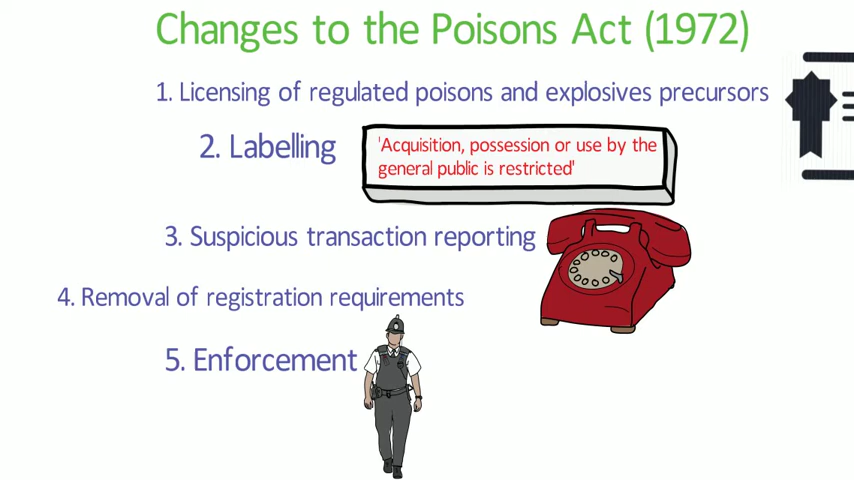 Changes to the Poisons Act (1972)
1. Licensing of regulated poisons and explosives precursors
2. Labelling
'Acquisition, possession or use by the
general public is restricted'
3. Suspicious transaction reporting
4. Removal of registration requirements
5. Enforcement